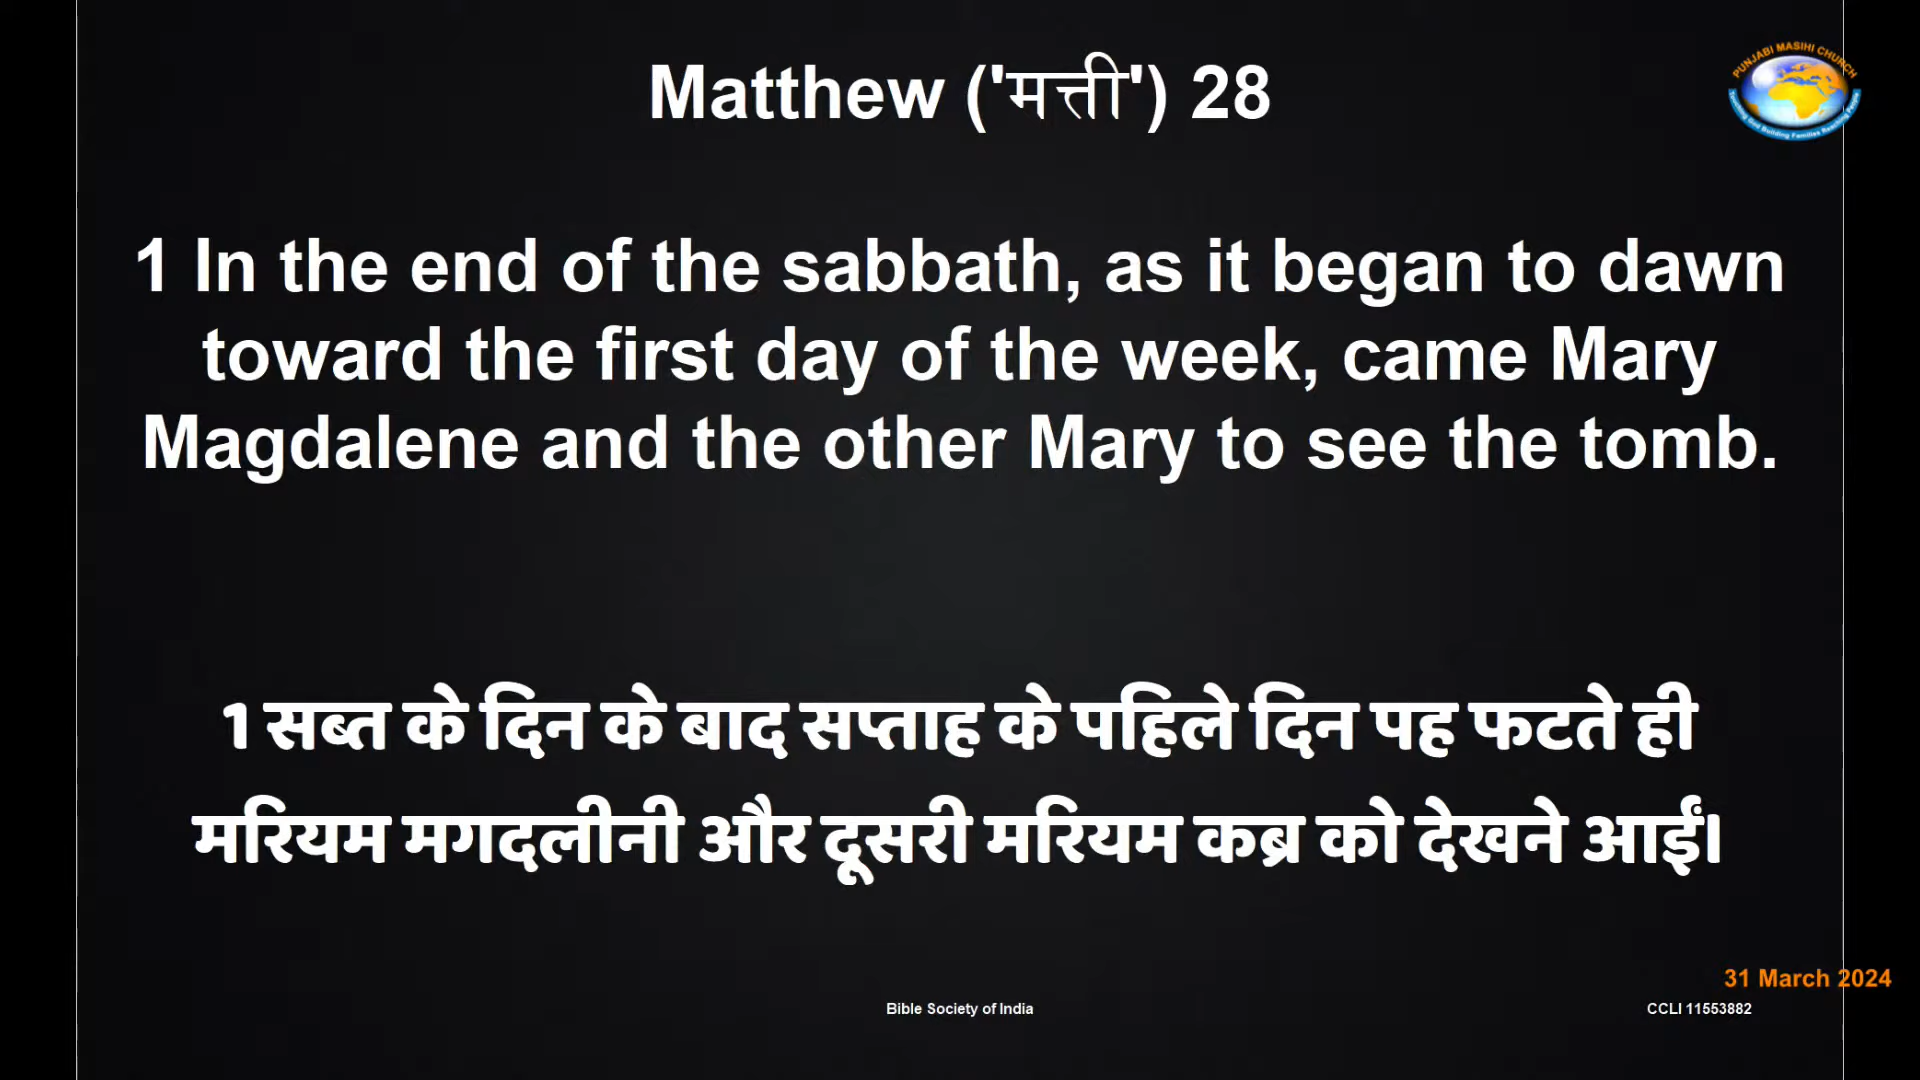 Matthew ('मत्ती') 28
PUNJABI MASIHI CHURCH
1 In the end of the sabbath, as it began to dawn
toward the first day of the week, came Mary
Magdalene and the other Mary to see the tomb.
1 सब्त के दिन के बाद सप्ताह के पहिले दिन पह फटते ही
मरियम मगदलीनी और दूसरी मरियम कब्र को देखने आईं।
31 March 2024
Bible Society of India
CCLI 11553882